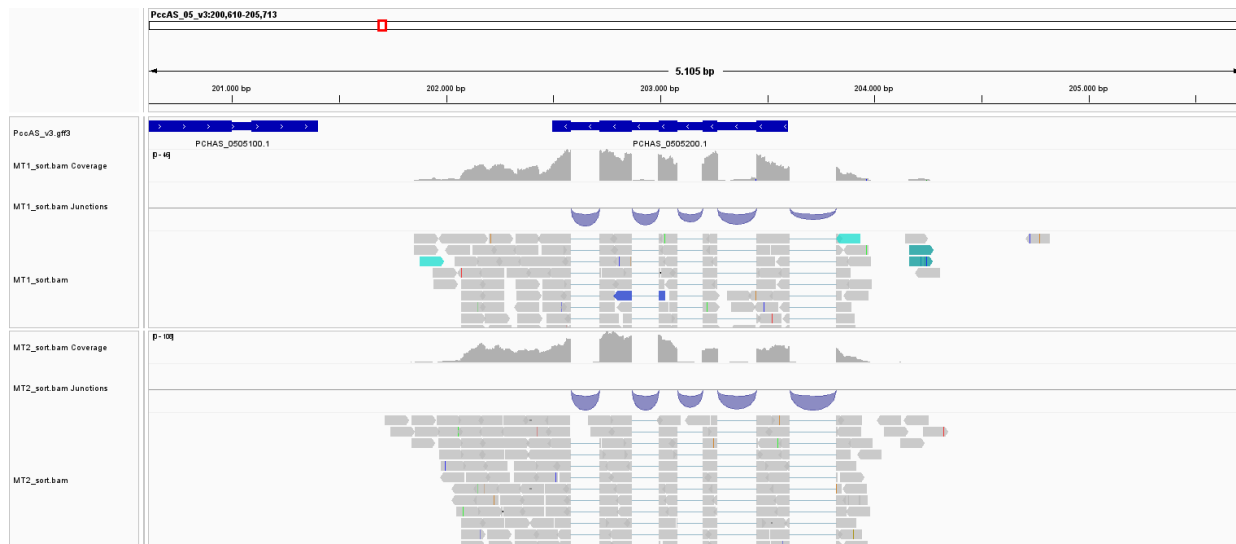 PccAS_05_v3:200,610-205,713
5.105 bp
201.000 bp 202.000 bp 203.000 bp 204.000 bp 205.000 bp
PccAS_v3.gff3
PCHAS_0505100.1 PCHAS_0505200.1
[0 - 46]
MT1_sort.bam Coverage
MT1_sort.bam Junctions
MT1_sort.bam
[0 - 108]
MT2_sort.bam Coverage
MT2_sort.bam Junctions
MT2_sort.bam